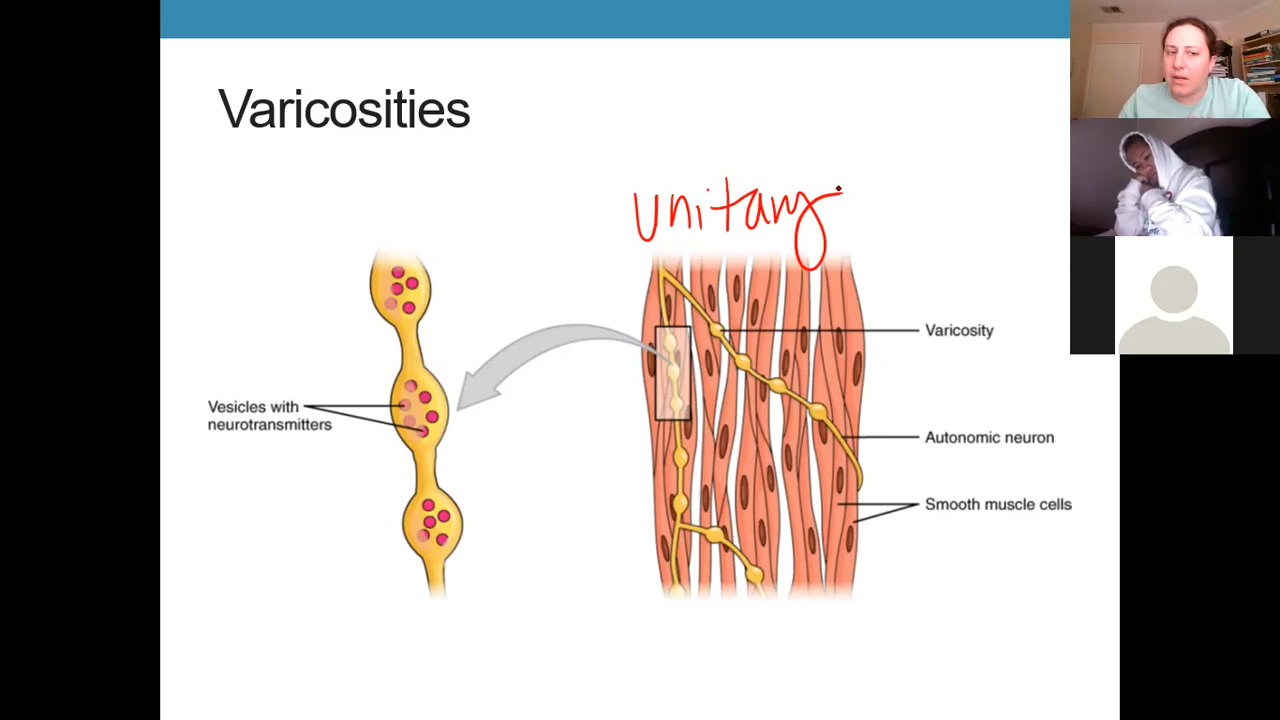 Varicosities
unitary
Varicosity
Vesicles with
neurotransmitters
Autonomic neuron
Smooth muscle cells